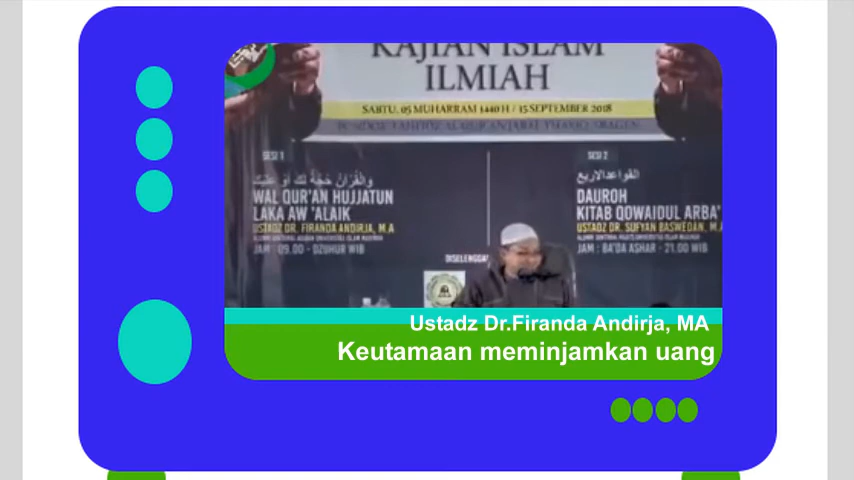 KAJIAN ISLAM
ILMIAH
SABTU, 05 MUHARRAM 1440 H / 15 SEPTEMBER 2018
SESI 1
والقرآن حجة لك أو عليك
WAL QUR'AN HUJJATUN
LAKA AW 'ALAIK
USTADZ DR. FIRANDA ANDIRJA, M.A
JAM : 09.00 - DZUHUR WIB
SESI 2
القواعد الاربع
DAUROH
KITAB QOWAIDUL ARBA'
USTADZ DR. SUFYAN BASWEDAN, M.A
JAM : BA'DA ASHAR - 21.00 WIB
DISELENGGA
Ustadz Dr.Firanda Andirja, MA
Keutamaan meminjamkan uang